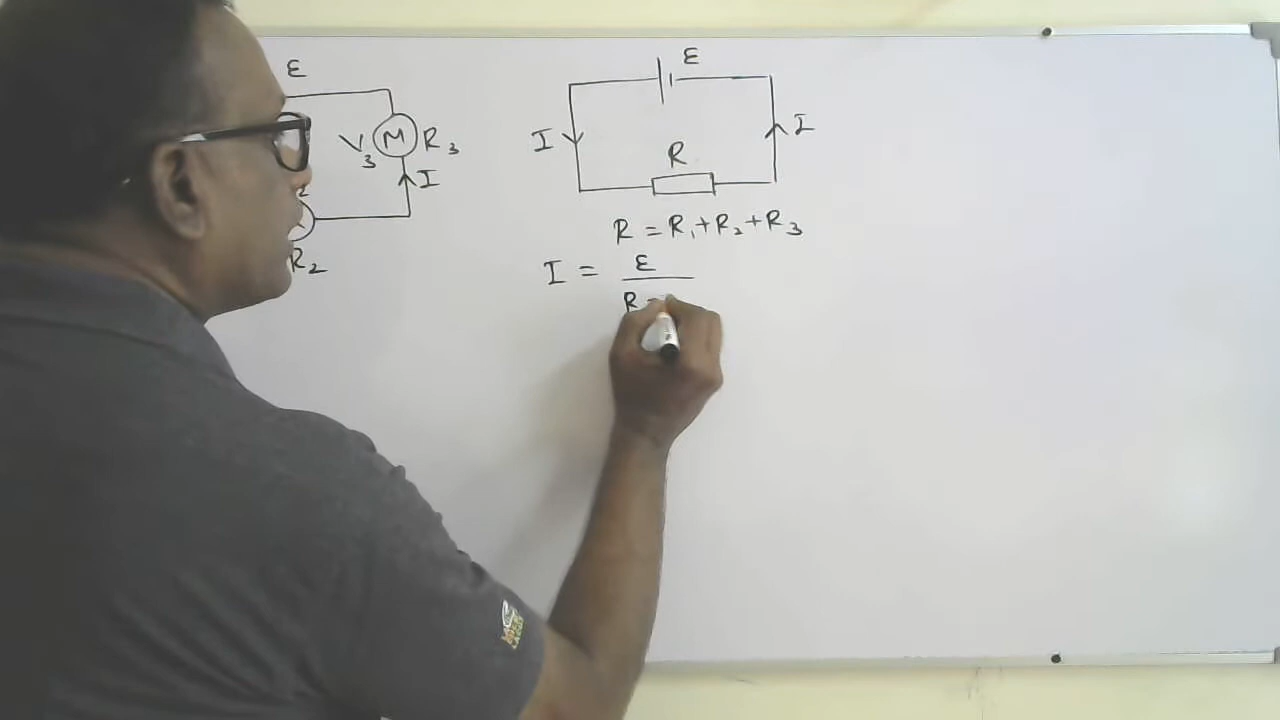 ε
V₃ M R₃
I
R₂
ε
I
I
R
R = R₁+R₂+R₃
I = ε
R